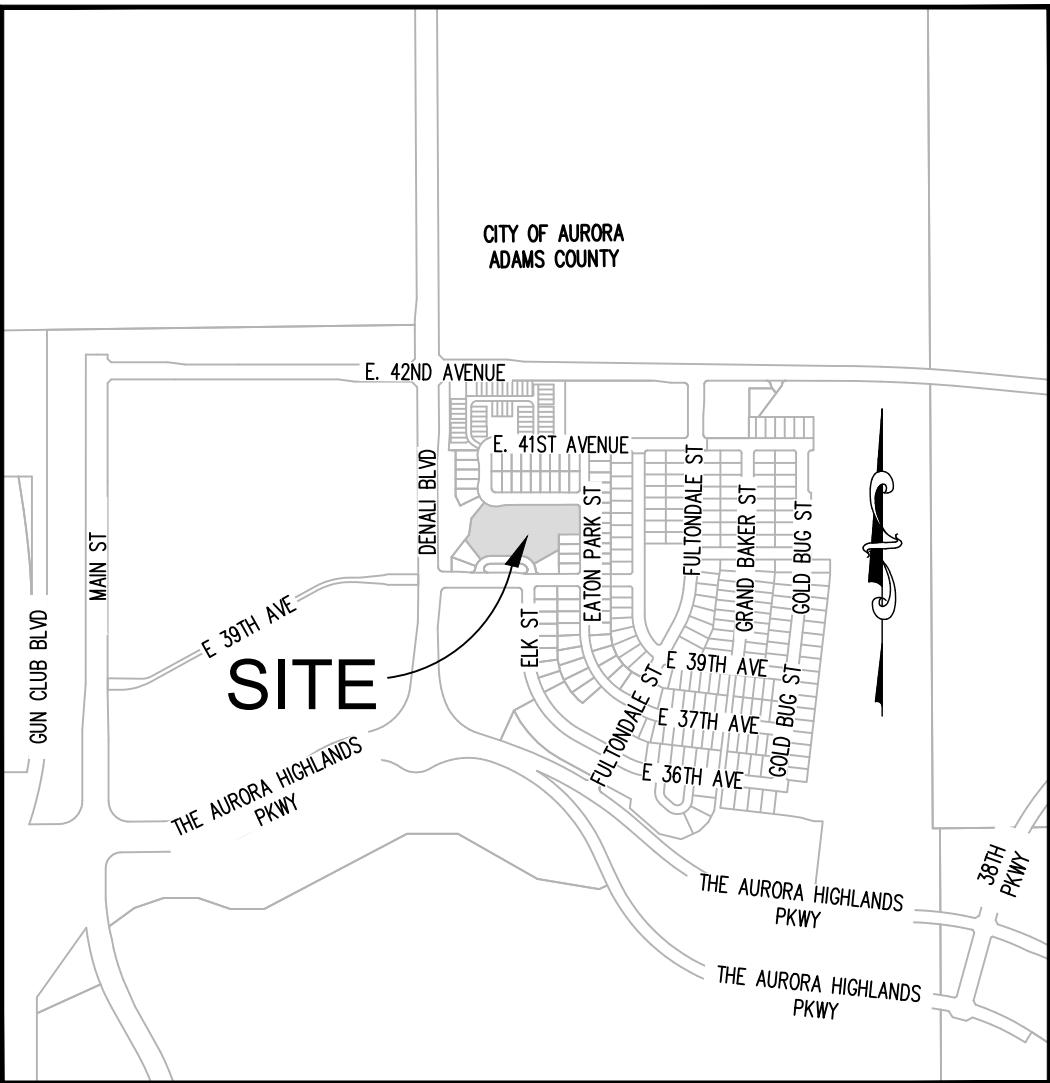 CITY OF AURORA
ADAMS COUNTY
E. 42ND AVENUE
E. 41ST AVENUE
DENALI BLVD
MAIN ST
GUN CLUB BLVD
E 39TH AVE
SITE
ELK ST
EATON PARK ST
FULTONDALE ST
GRAND BAKER ST
GOLD BUG ST
E 39TH AVE
E 37TH AVE
E 36TH AVE
FULTONDALE ST
GOLD BUG ST
THE AURORA HIGHLANDS
PKWY
THE AURORA HIGHLANDS
PKWY
38TH
PKWY
THE AURORA HIGHLANDS
PKWY